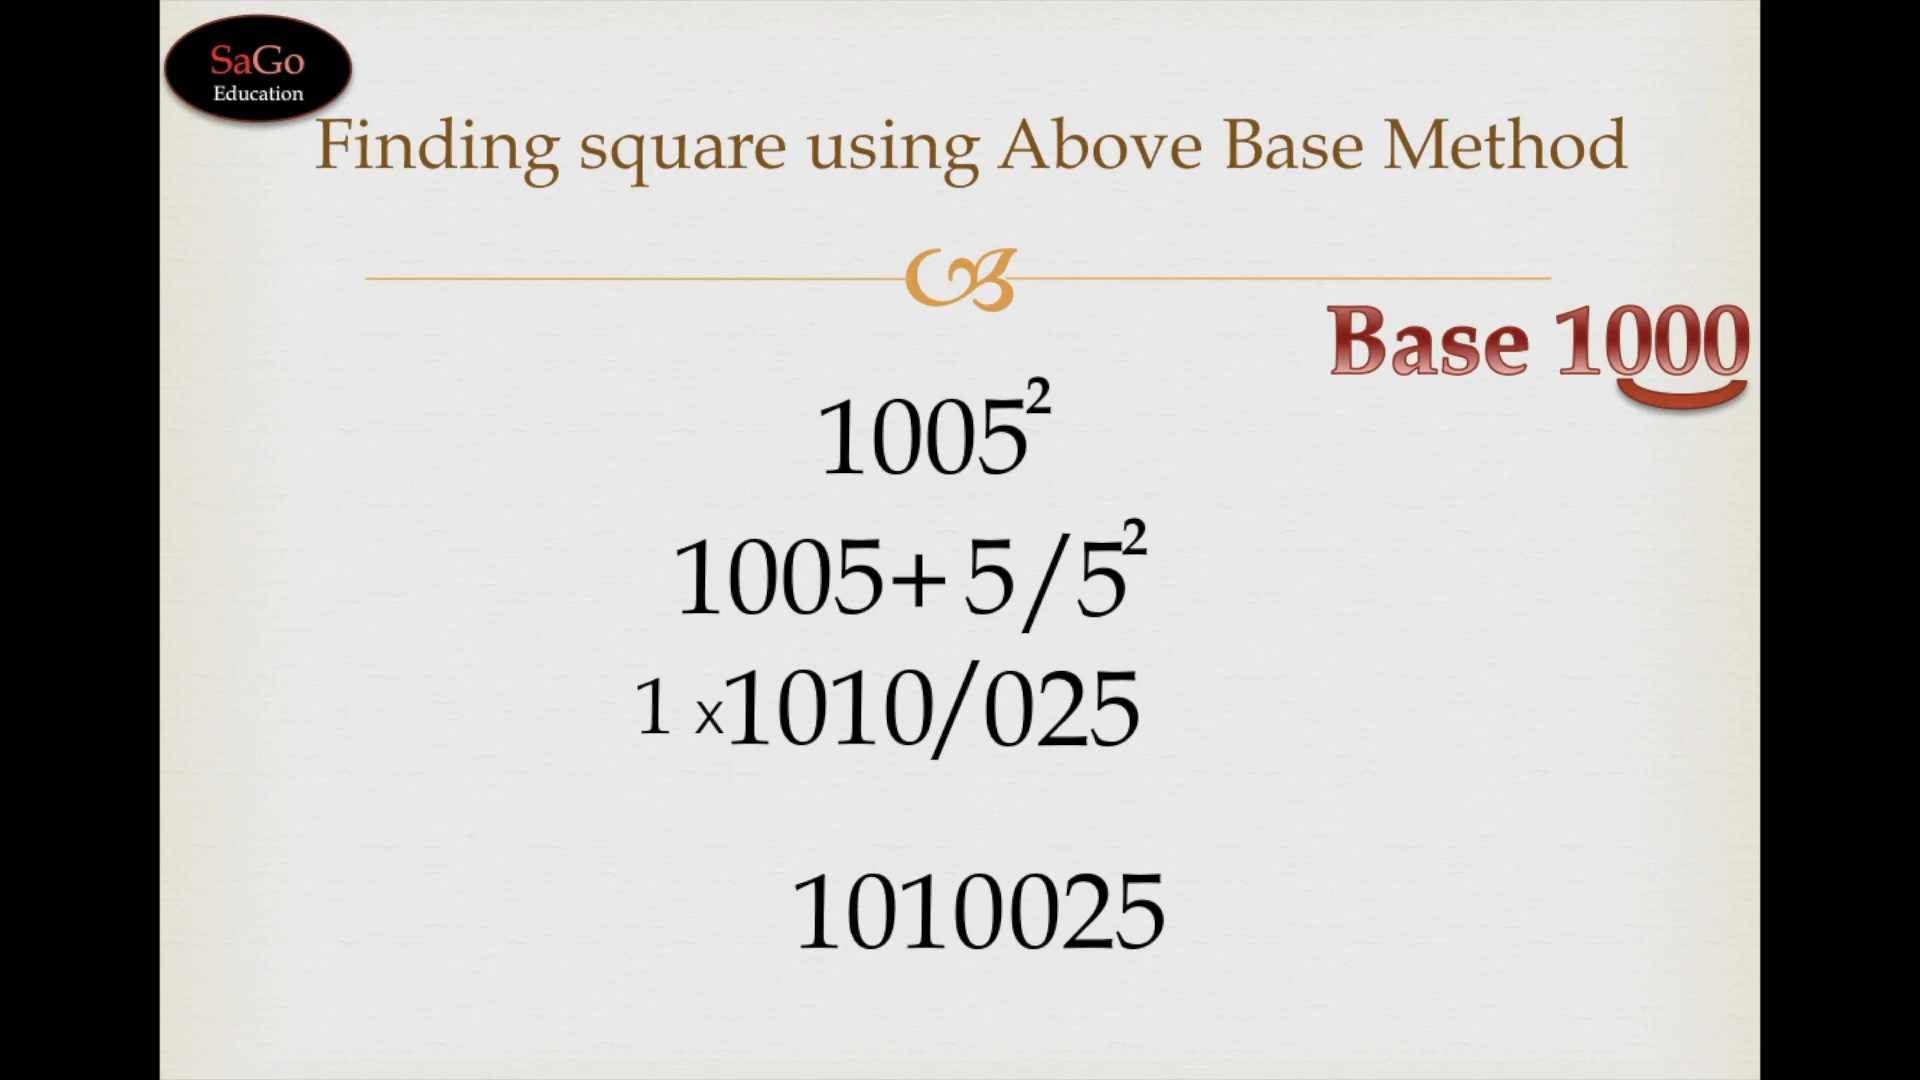 SaGo
Education
Finding square using Above Base Method
Base 1000
1005²
1005+ 5/5²
1 x1010/025
1010025